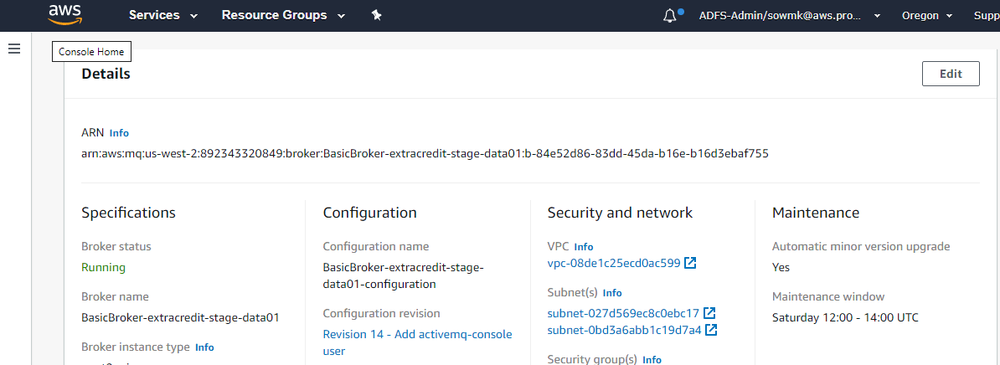 aws
Services
Resource Groups
ADFS-Admin/sowmk@aws.pro...
Oregon
Supp
Console Home
Details
Edit
ARN Info
arn:aws:mq:us-west-2:892343320849:broker:BasicBroker-extracredit-stage-data01:b-84e52d86-83dd-45da-b16e-b16d3ebaf755
Specifications
Broker status
Running
Broker name
BasicBroker-extracredit-stage-data01
Broker instance type Info
Configuration
Configuration name
BasicBroker-extracredit-stage-
data01-configuration
Configuration revision
Revision 14 - Add activemq-console
user
Security and network
VPC Info
vpc-08de1c25ecd0ac599
Subnet(s) Info
subnet-027d569ec8c0ebc17
subnet-0bd3a6abb1c19d7a4
Security group(s) Info
Maintenance
Automatic minor version upgrade
Yes
Maintenance window
Saturday 12:00 - 14:00 UTC